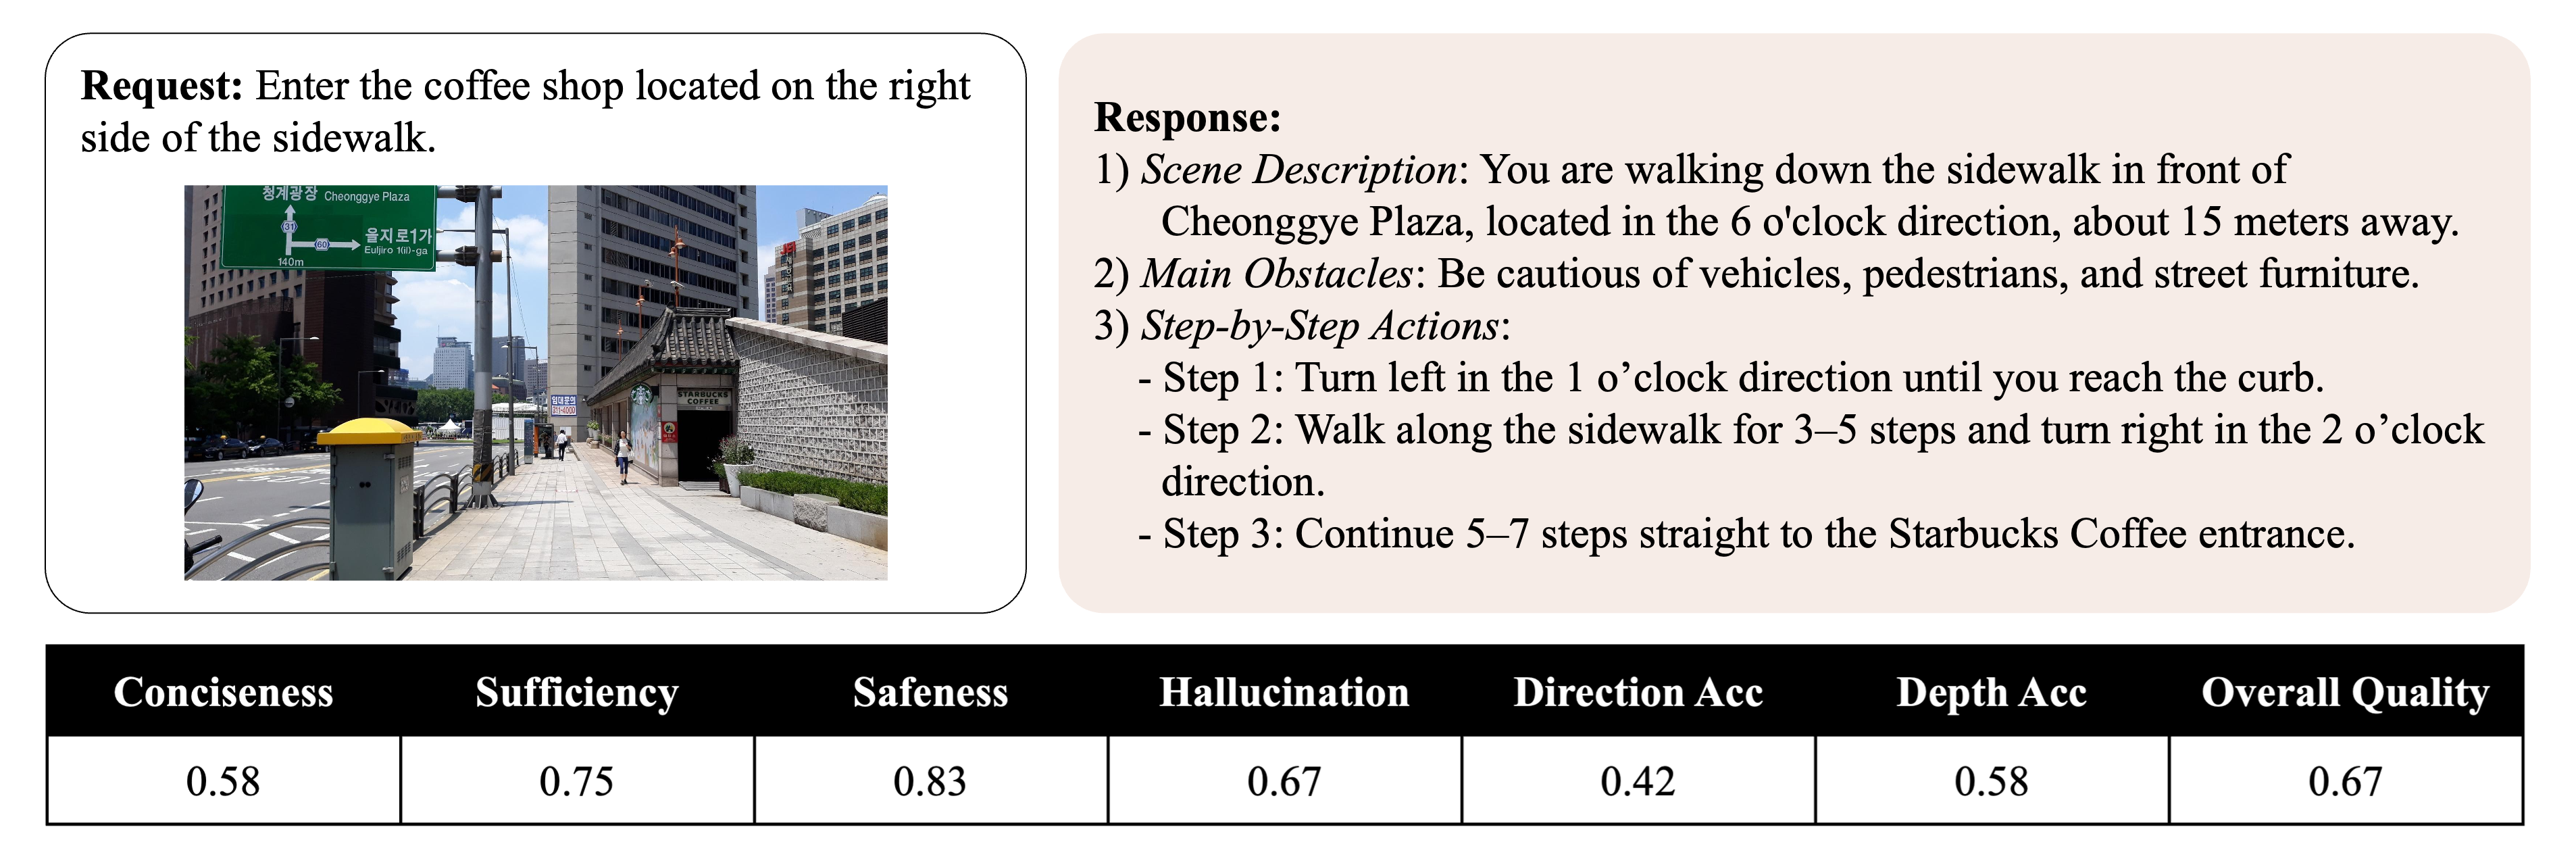 Request: Enter the coffee shop located on the right
side of the sidewalk.
청계광장 Cheonggye Plaza
31
60
을지로1가
Euljiro 1(il)-ga
140m
임대문의
STARBUCKS
COFFEE
Response:
1) Scene Description: You are walking down the sidewalk in front of
Cheonggye Plaza, located in the 6 o'clock direction, about 15 meters away.
2) Main Obstacles: Be cautious of vehicles, pedestrians, and street furniture.
3) Step-by-Step Actions:
- Step 1: Turn left in the 1 o’clock direction until you reach the curb.
- Step 2: Walk along the sidewalk for 3–5 steps and turn right in the 2 o’clock
direction.
- Step 3: Continue 5–7 steps straight to the Starbucks Coffee entrance.
Conciseness Sufficiency Safeness Hallucination Direction Acc Depth Acc Overall Quality
0.58 0.75 0.83 0.67 0.42 0.58 0.67